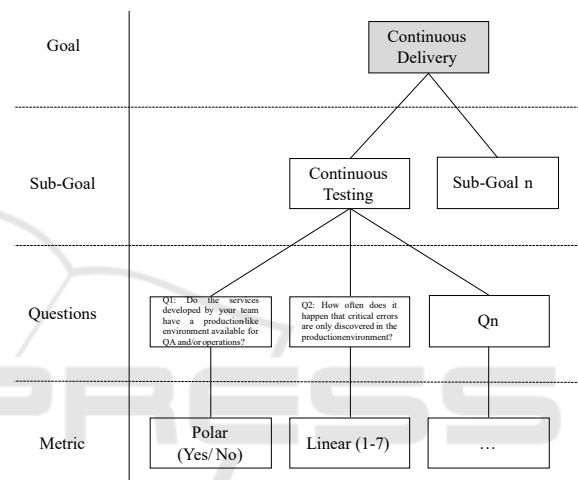 Goal
Continuous
Delivery
Sub-Goal
Continuous
Testing
Sub-Goal n
Questions
Q1: Do the services
developed by your team
have a production-like
environment available for
QA and/or operations?
Q2: How often does it
happen that critical errors
are only discovered in the
productionenvironment?
Qn
Metric
Polar
(Yes/ No)
Linear (1-7)
…
PRESS